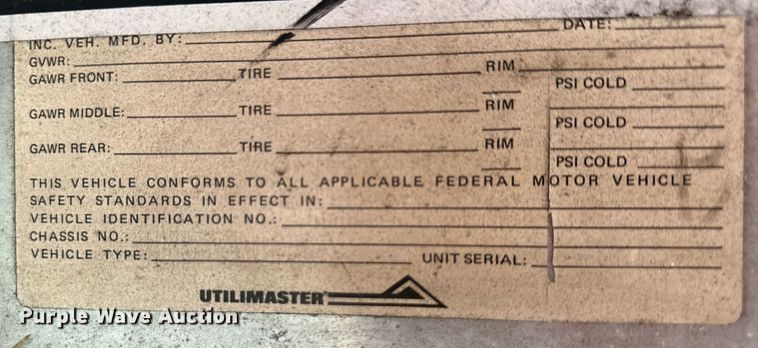 INC. VEH. MFD. BY: DATE:
GVWR:
GAWR FRONT: TIRE RIM
PSI COLD
GAWR MIDDLE: TIRE RIM
PSI COLD
GAWR REAR: TIRE RIM
PSI COLD
THIS VEHICLE CONFORMS TO ALL APPLICABLE FEDERAL MOTOR VEHICLE
SAFETY STANDARDS IN EFFECT IN:
VEHICLE IDENTIFICATION NO.:
CHASSIS NO.:
VEHICLE TYPE: UNIT SERIAL:
UTILIMASTER
Purple Wave Auction